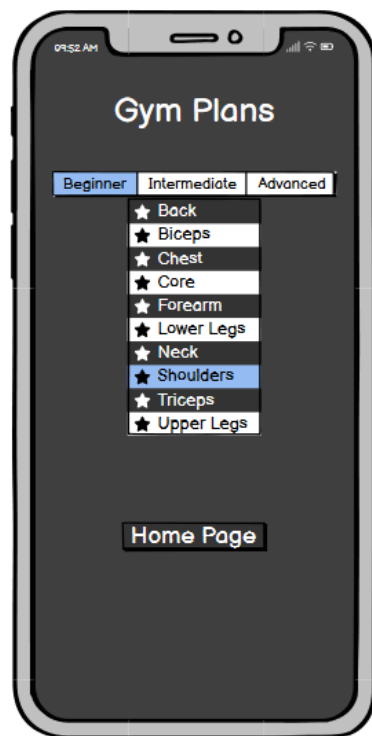 09:52 AM
Gym Plans
Beginner Intermediate Advanced
Back
Biceps
Chest
Core
Forearm
Lower Legs
Neck
Shoulders
Triceps
Upper Legs
Home Page